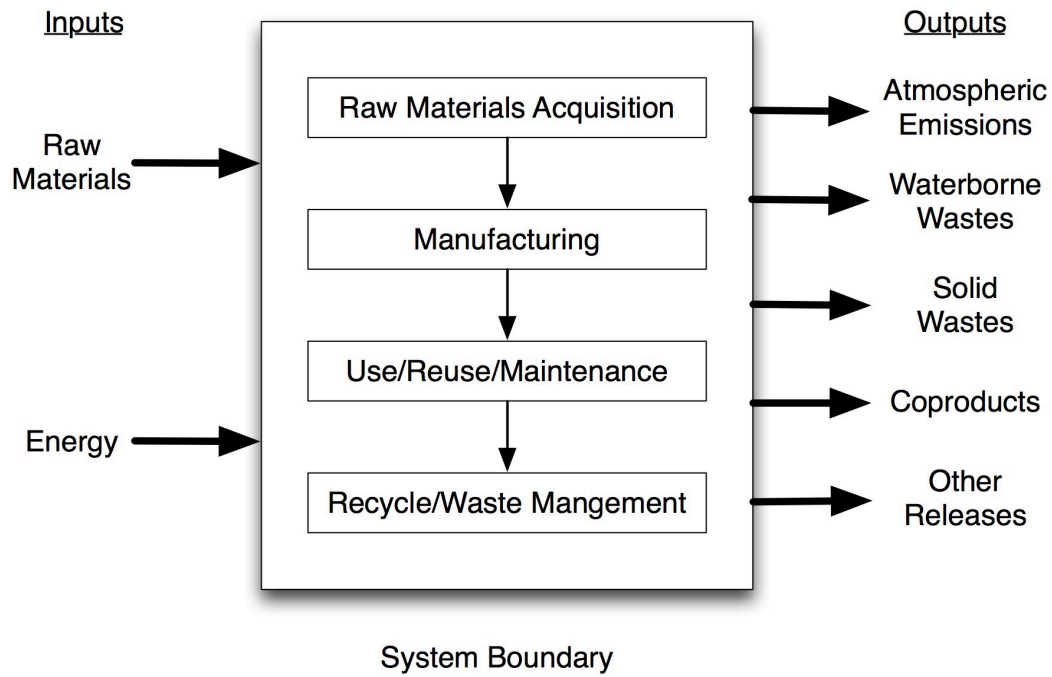 Inputs
Outputs
Raw
Materials
Energy
Raw Materials Acquisition
Manufacturing
Use/Reuse/Maintenance
Recycle/Waste Mangement
Atmospheric
Emissions
Waterborne
Wastes
Solid
Wastes
Coproducts
Other
Releases
System Boundary